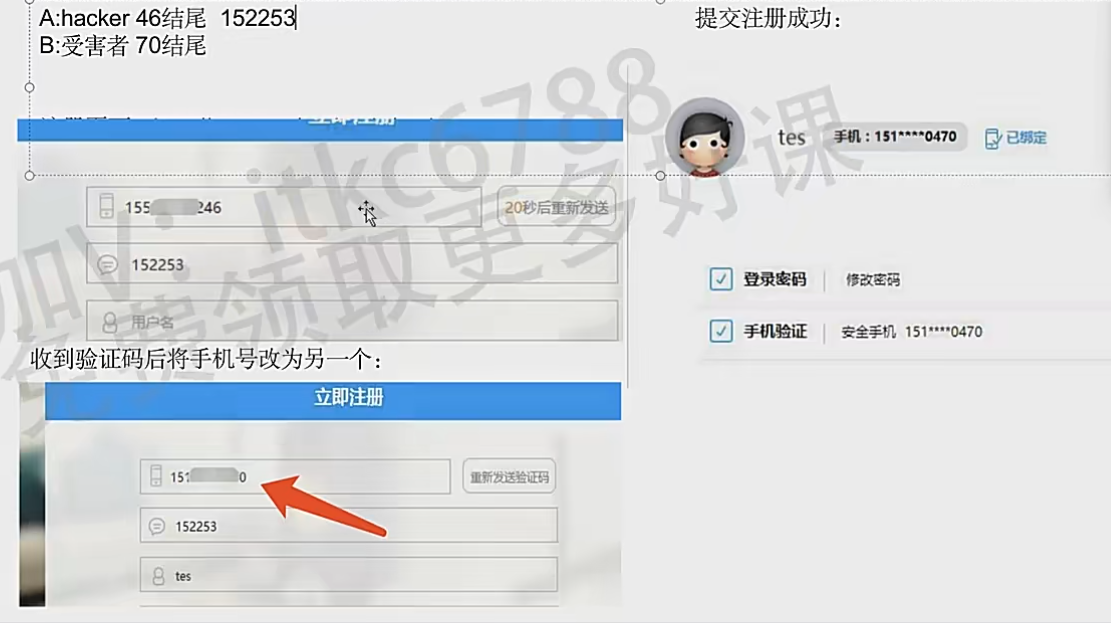 A:hacker 46结尾 152253
B:受害者 70结尾
立即注册
155 246
20秒后重新发送
152253
用户名
收到验证码后将手机号改为另一个：
立即注册
151 0
重新发送验证码
152253
tes
提交注册成功：
tes 手机：151****0470 已绑定
登录密码 修改密码
手机验证 安全手机 151****0470
加v：itkc6788
免费领取更多好课